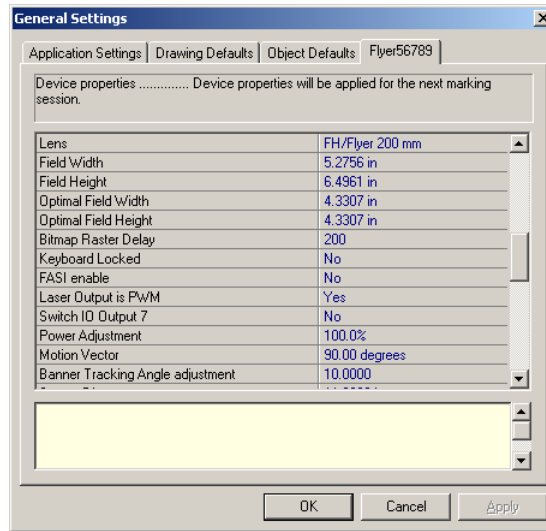 General Settings
Application Settings Drawing Defaults Object Defaults Flyer56789
Device properties .............. Device properties will be applied for the next marking
session.
Lens FH/Flyer 200 mm
Field Width 5.2756 in
Field Height 6.4961 in
Optimal Field Width 4.3307 in
Optimal Field Height 4.3307 in
Bitmap Raster Delay 200
Keyboard Locked No
FASI enable No
Laser Output is PWM Yes
Switch IO Output 7 No
Power Adjustment 100.0%
Motion Vector 90.00 degrees
Banner Tracking Angle adjustment 10.0000
OK Cancel Apply